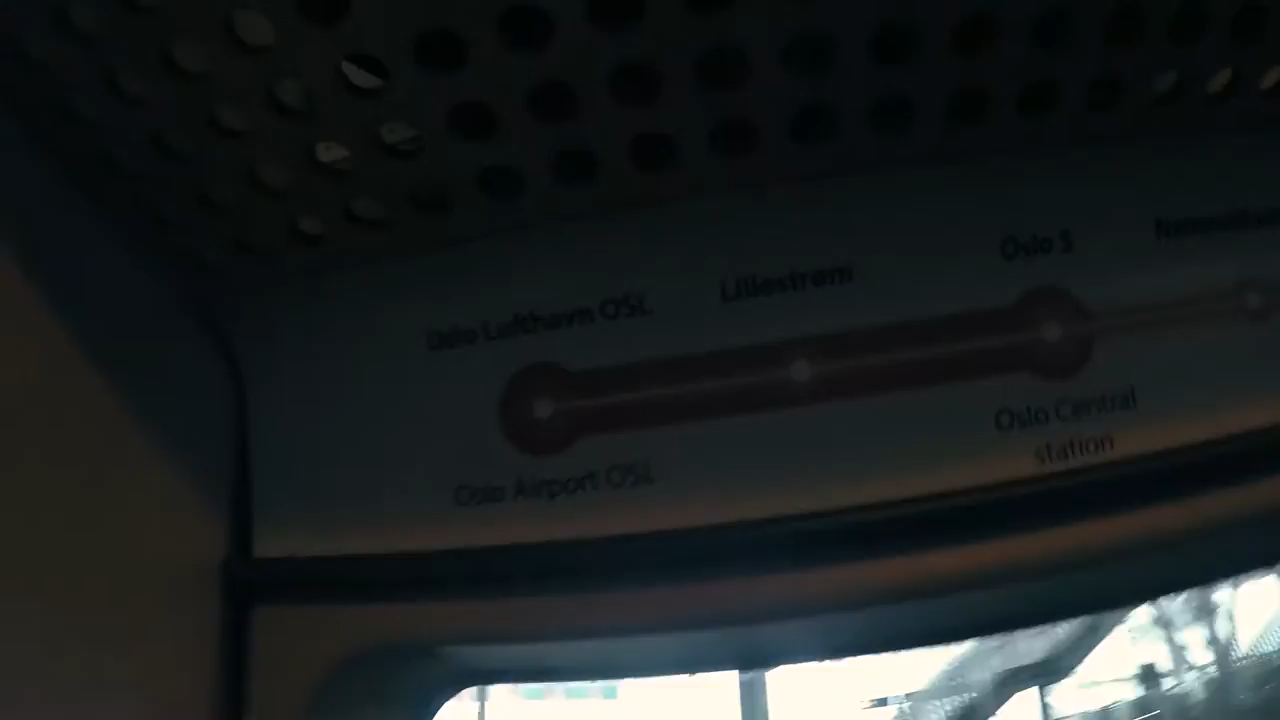 Oslo Lufthavn OSL
Lillestrøm
Oslo S
Oslo Airport OSL
Oslo Central
station